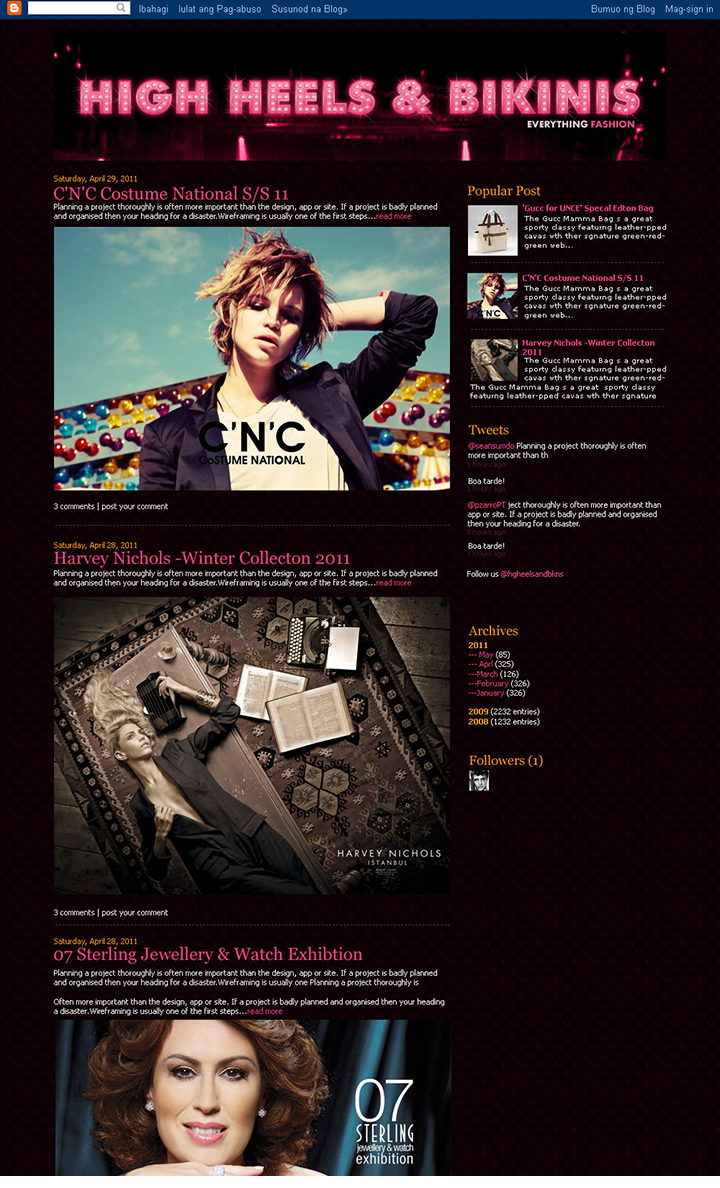 Ibahagi Iulat ang Pag-abuso Susunod na Blog» Bumuo ng Blog Mag-sign in
HIGH HEELS & BIKINIS
EVERYTHING FASHION
Saturday, April 29, 2011
C'N'C Costume National S/S 11
Planning a project thoroughly is often more important than the design, app or site. If a project is badly planned
and organised then your heading for a disaster.Wireframing is usually one of the first steps...read more
C'N'C
CoSTUME NATIONAL
3 comments | post your comment
Saturday, April 28, 2011
Harvey Nichols -Winter Collecton 2011
Planning a project thoroughly is often more important than the design, app or site. If a project is badly planned
and organised then your heading for a disaster.Wireframing is usually one of the first steps...read more
HARVEY NICHOLS
ISTANBUL
3 comments | post your comment
Saturday, April 28, 2011
07 Sterling Jewellery & Watch Exhibtion
Planning a project thoroughly is often more important than the design, app or site. If a project is badly planned
and organised then your heading for a disaster.Wireframing is usually one Planning a project thoroughly is
Often more important than the design, app or site. If a project is badly planned and organised then your heading for
a disaster.Wireframing is usually one of the first steps...read more
07
STERLING
jewellery & watch
exhibition
Popular Post
'Gucc for UNCE' Specal Edton Bag
The Gucc Mamma Bag s a great
sporty classy featurng leather-pped
cavas wth ther sgnature green-red-
green web...
C'N'C Costume National S/S 11
The Gucc Mamma Bag s a great
sporty classy featurng leather-pped
cavas wth ther sgnature green-red-
green web...
Harvey Nichols -Winter Collecton
2011
The Gucc Mamma Bag s a great
sporty classy featurng leather-pped
cavas wth ther sgnature green-red-
The Gucc Mamma Bag s a great sporty classy
featurng leather-pped cavas wth ther sgnature
Tweets
@seansumdo Planning a project thoroughly is often
more important than th
1 hours ago
Boa tarde!
1 hours ago
@pzarroPT ject thoroughly is often more important than
app or site. If a project is badly planned and organised
then your heading for a disaster.
1 hours ago
Boa tarde!
1 hours ago
Follow us @hgheelsandbkns
Archives
2011
--- May (85)
--- Aprl (325)
---March (126)
---February (326)
---January (326)
2009 (2232 entries)
2008 (1232 entries)
Followers (1)